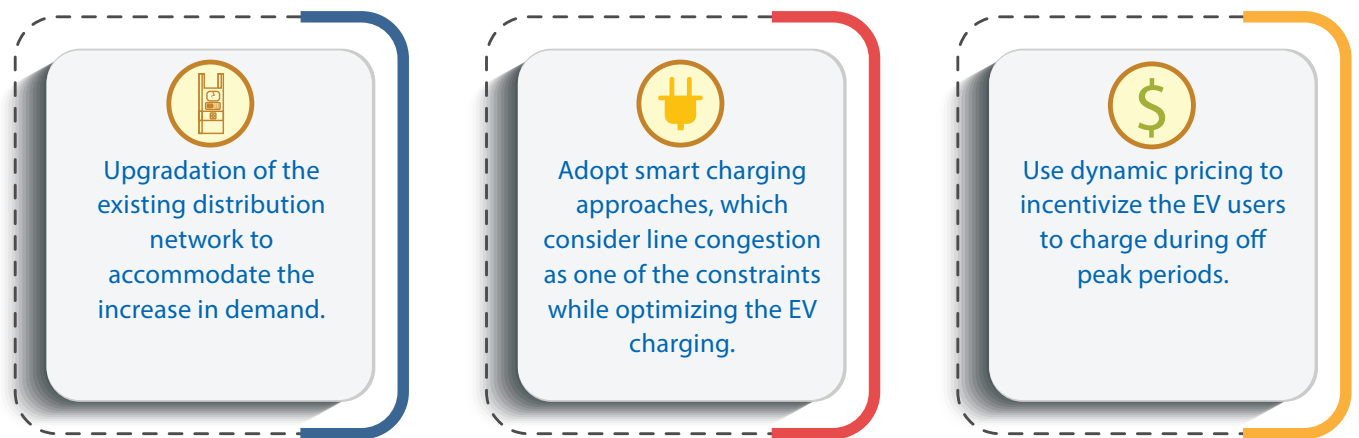 Upgradation of the
existing distribution
network to
accommodate the
increase in demand.
Adopt smart charging
approaches, which
consider line congestion
as one of the constraints
while optimizing the EV
charging.
$
Use dynamic pricing to
incentivize the EV users
to charge during off
peak periods.